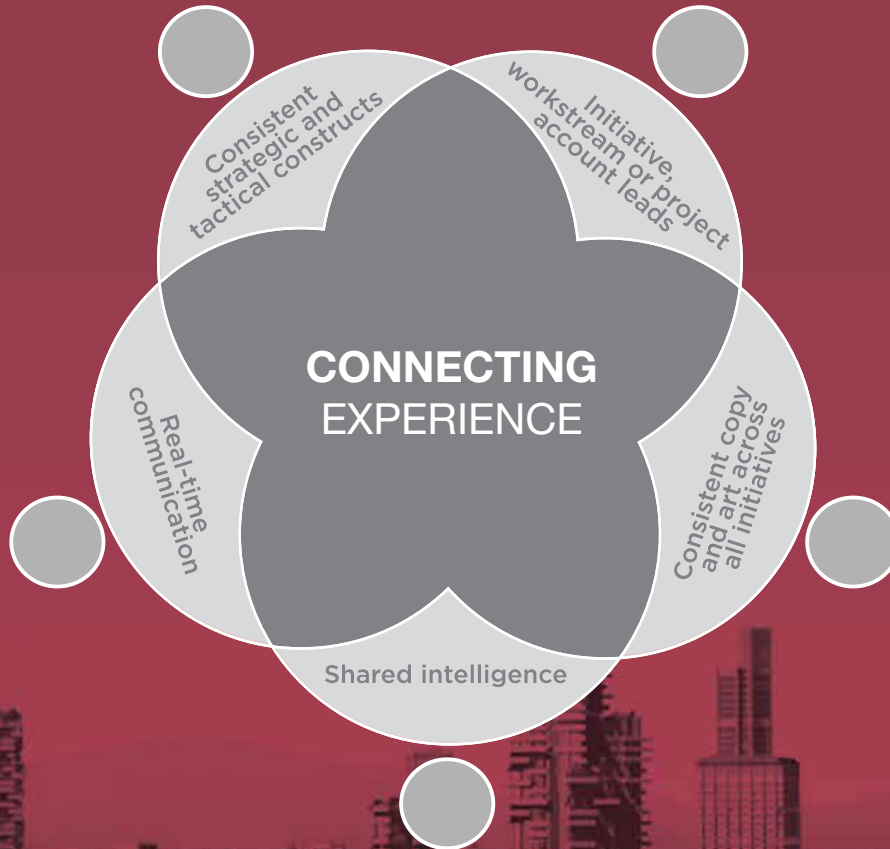 Consistent
strategic and
tactical constructs
Initiative,
workstream or project
account leads
CONNECTING
EXPERIENCE
Real-time
communication
Consistent copy
and art across
all initiatives
Shared intelligence